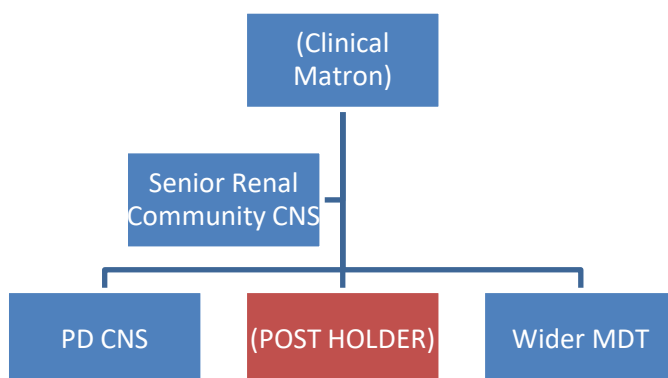 (Clinical
Matron)
Senior Renal
Community CNS
PD CNS
(POST HOLDER)
Wider MDT